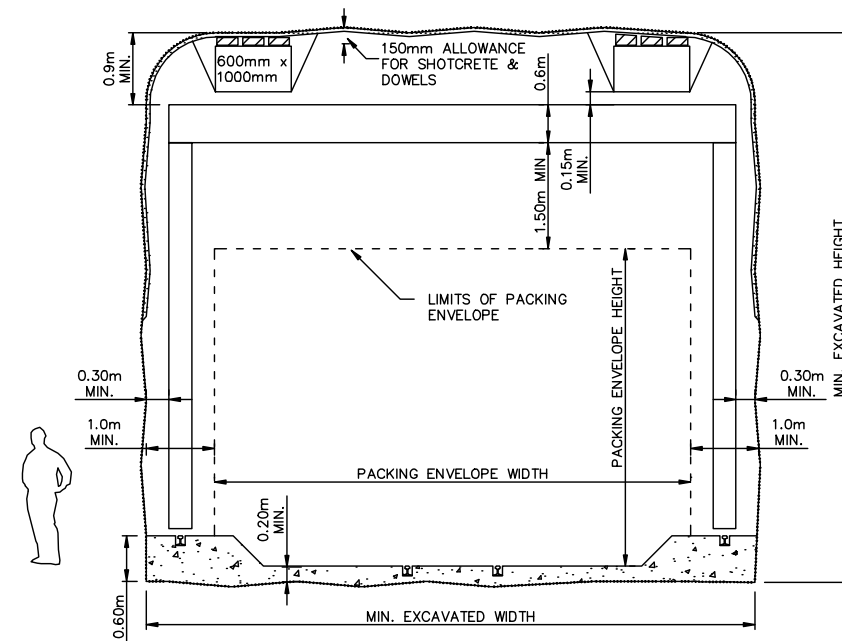 150mm ALLOWANCE
FOR SHOTCRETE &
DOWELS
600mm x
1000mm
0.9m
MIN.
0.6m
0.15m
MIN.
1.50m MIN
LIMITS OF PACKING
ENVELOPE
PACKING ENVELOPE HEIGHT
MIN. EXCAVATED HEIGHT
0.30m
MIN.
0.30m
MIN.
1.0m
MIN.
1.0m
MIN.
PACKING ENVELOPE WIDTH
0.20m
MIN.
0.60m
MIN. EXCAVATED WIDTH